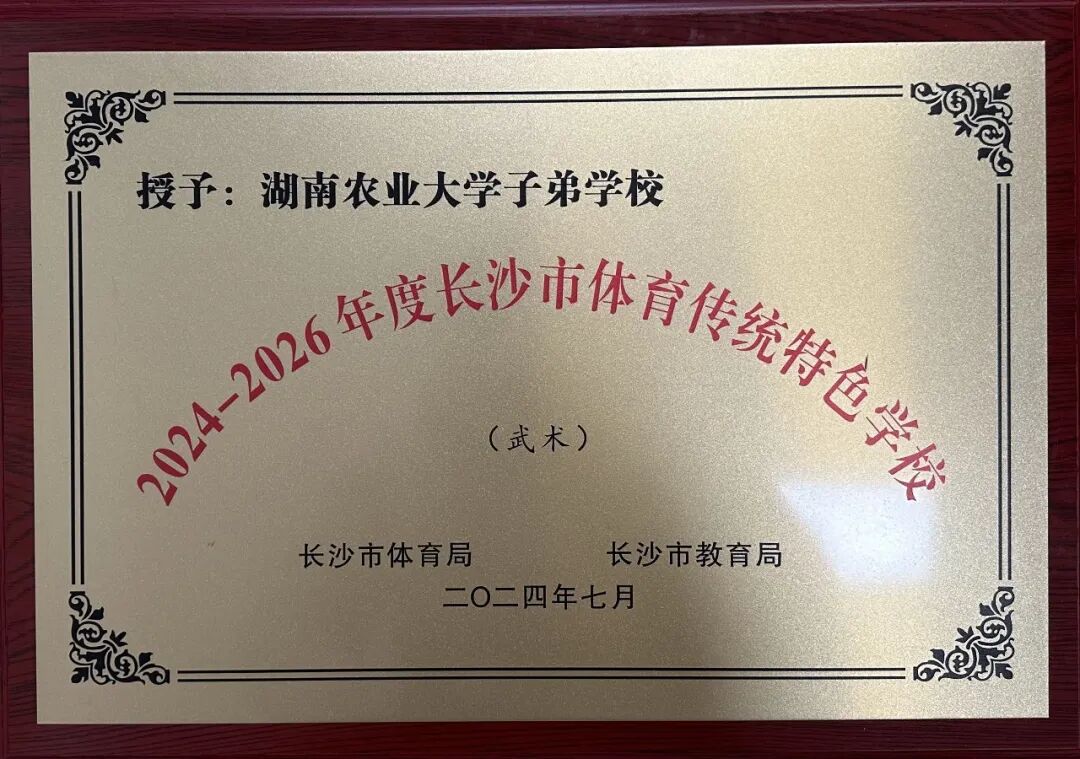 授予：湖南农业大学子弟学校
2024-2026年度长沙市体育传统特色学校
（武术）
长沙市体育局 长沙市教育局
二〇二四年七月